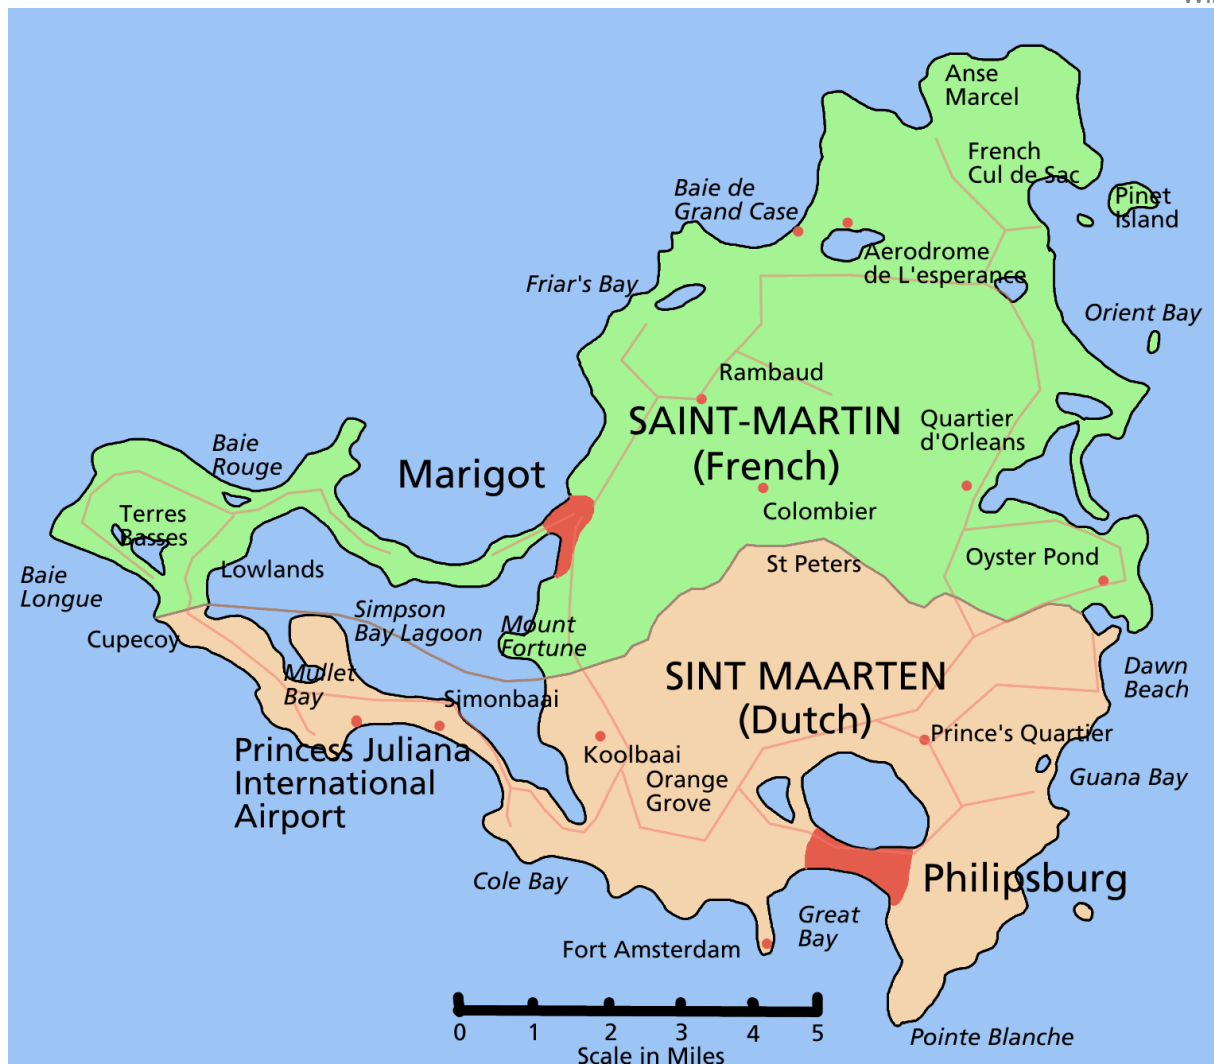 Anse
Marcel
French
Cul de Sac
Baie de
Grand Case
Pinet
Island
Aerodrome
de L'esperance
Friar's Bay
Orient Bay
Rambaud
SAINT-MARTIN
(French)
Quartier
d'Orleans
Baie
Rouge
Marigot
Terres
Basses
Colombier
Oyster Pond
St Peters
Lowlands
Baie
Longue
Simpson
Bay Lagoon
Mount
Fortune
Cupecoy
Mullet
Bay
Simonbaai
SINT MAARTEN
(Dutch)
Dawn
Beach
Prince's Quartier
Princess Juliana
International
Airport
Koolbaai
Orange
Grove
Guana Bay
Cole Bay
Philipsburg
Great
Bay
Fort Amsterdam
0 1 2 3 4 5
Scale in Miles
Pointe Blanche